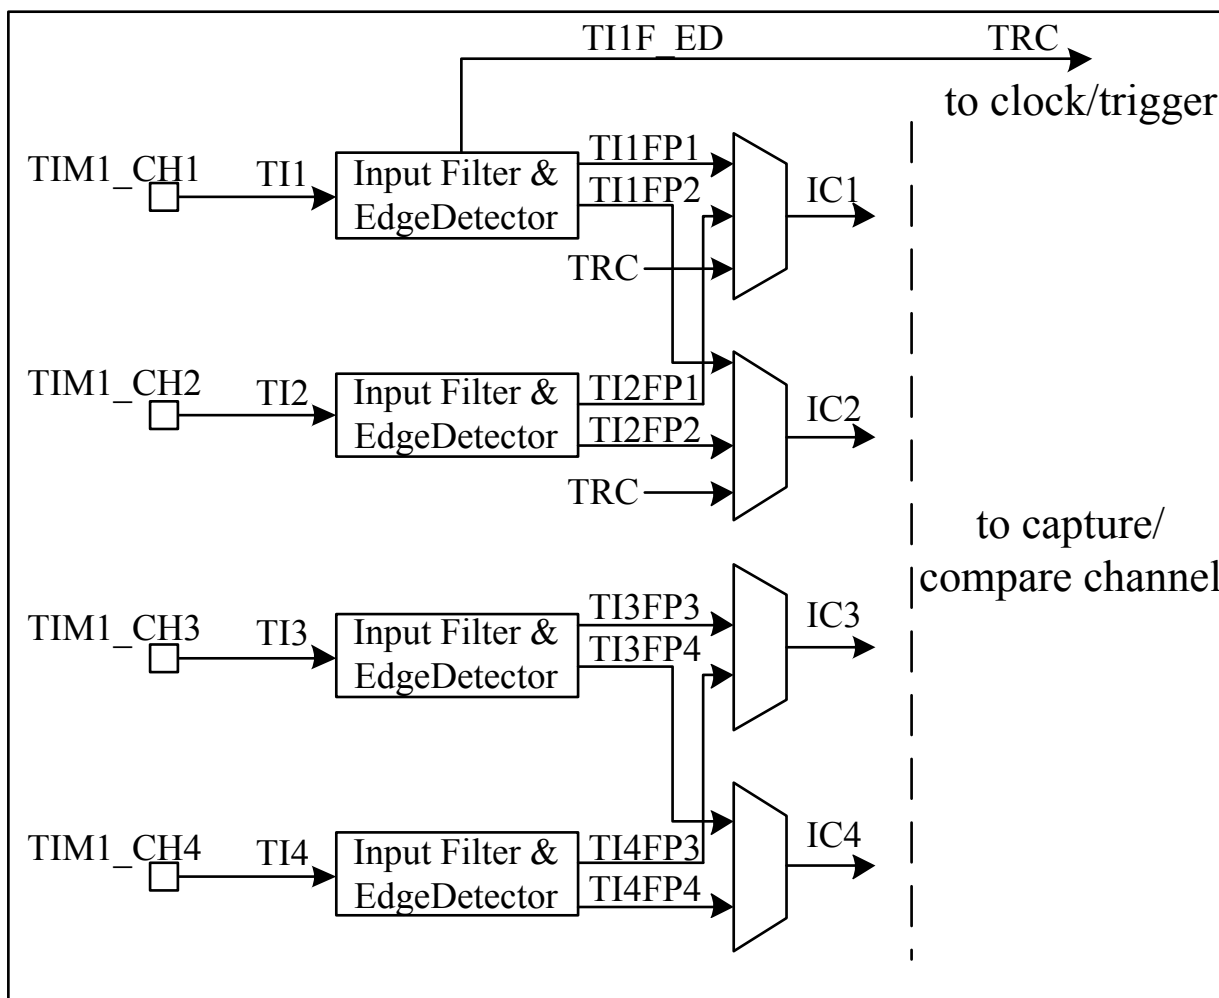 TI1F_ED
TRC
to clock/trigger
TIM1_CH1
TI1
Input Filter &
EdgeDetector
TI1FP1
TI1FP2
TRC
IC1
TIM1_CH2
TI2
Input Filter &
EdgeDetector
TI2FP1
TI2FP2
TRC
IC2
to capture/
compare channel
TIM1_CH3
TI3
Input Filter &
EdgeDetector
TI3FP3
TI3FP4
IC3
TIM1_CH4
TI4
Input Filter &
EdgeDetector
TI4FP3
TI4FP4
IC4